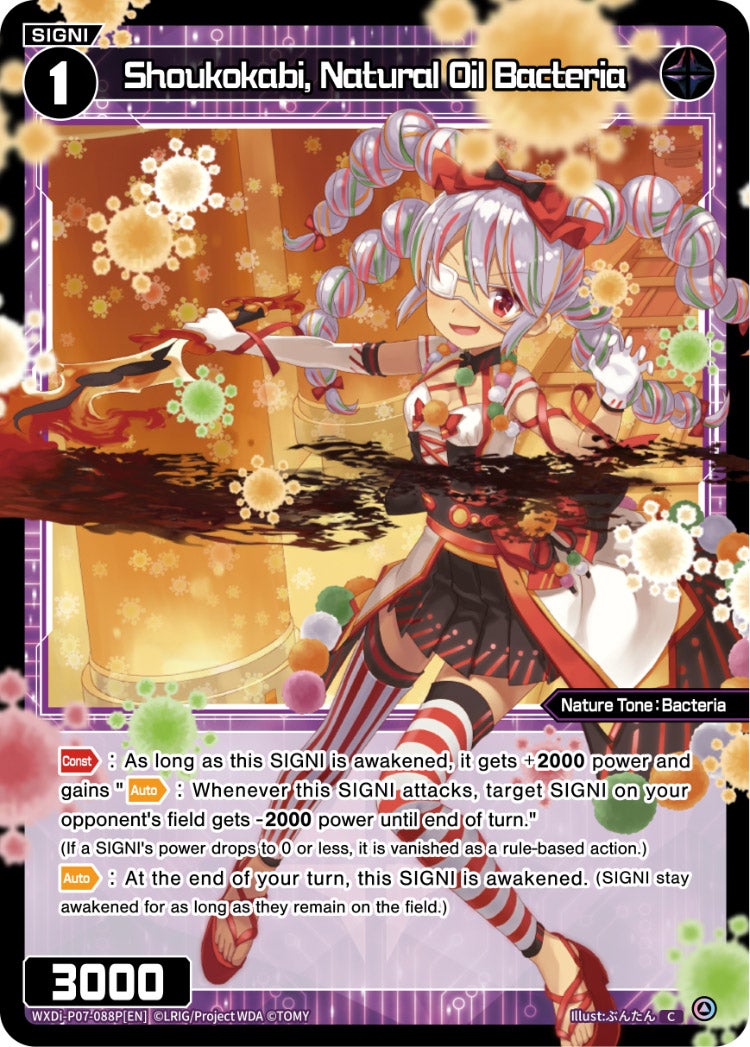 SIGNI
1
Shoukokabi, Natural Oil Bacteria
Nature Tone : Bacteria
Const : As long as this SIGNI is awakened, it gets +2000 power and
gains " Auto : Whenever this SIGNI attacks, target SIGNI on your
opponent's field gets -2000 power until end of turn."
(If a SIGNI's power drops to 0 or less, it is vanished as a rule-based action.)
Auto : At the end of your turn, this SIGNI is awakened. (SIGNI stay
awakened for as long as they remain on the field.)
3000
WXDi-P07-088P[EN] ©LRIG/Project WDA ©TOMY
Illust:ぶんたん C